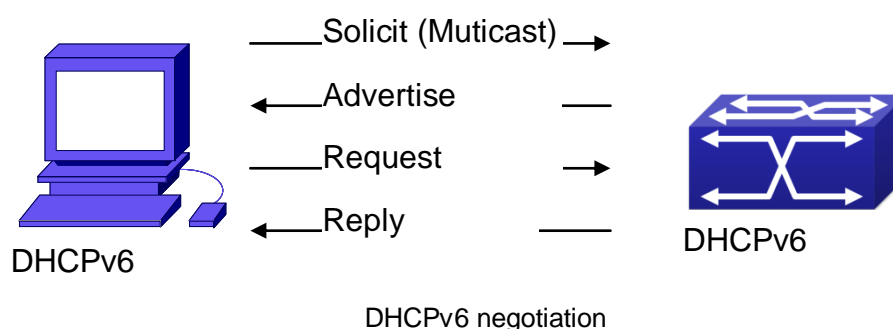 Solicit (Muticast)
Advertise
Request
Reply
DHCPv6
DHCPv6
DHCPv6 negotiation